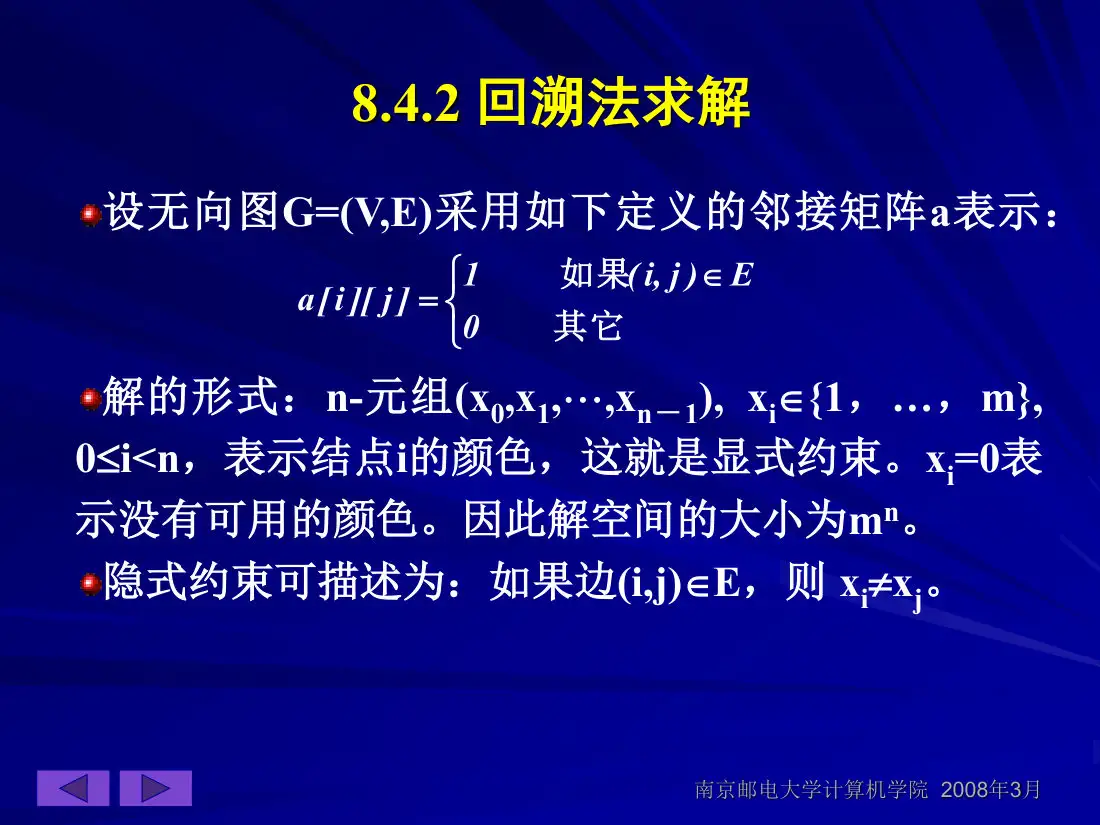 8.4.2 回溯法求解
设无向图G=(V,E)采用如下定义的邻接矩阵a表示：
a[i][j]={1 如果(i,j)∈E
0 其它
解的形式：n-元组(x0,x1,⋯,xn－1), xi∈{1，…，m},
0≤i<n，表示结点i的颜色，这就是显式约束。xi=0表
示没有可用的颜色。因此解空间的大小为mⁿ。
隐式约束可描述为：如果边(i,j)∈E，则 xi≠xj。
南京邮电大学计算机学院 2008年3月